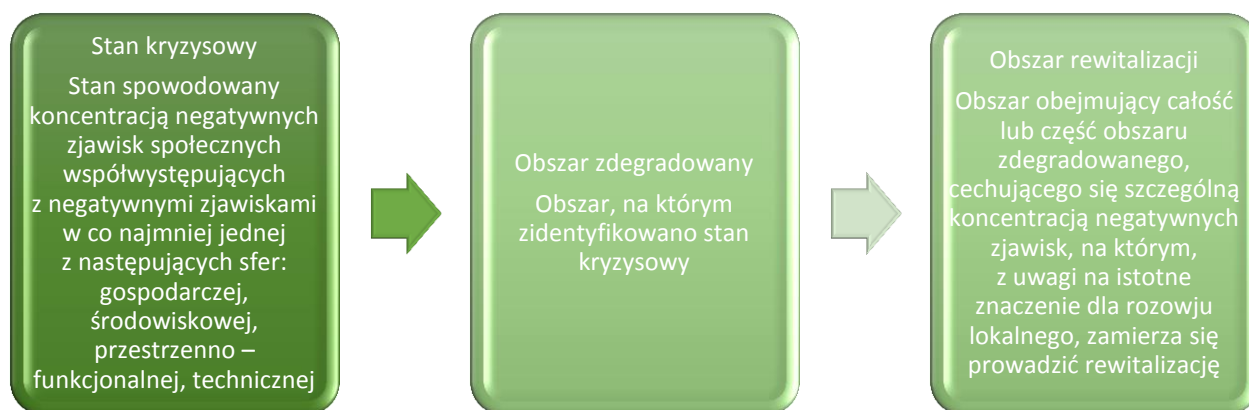 Stan kryzysowy
Stan spowodowany
koncentracją negatywnych
zjawisk społecznych
współwystępujących
z negatywnymi zjawiskami
w co najmniej jednej
z następujących sfer:
gospodarczej,
środowiskowej,
przestrzenno –
funkcjonalnej, technicznej
Obszar zdegradowany
Obszar, na którym
zidentyfikowano stan
kryzysowy
Obszar rewitalizacji
Obszar obejmujący całość
lub część obszaru
zdegradowanego,
cechującego się szczególną
koncentracją negatywnych
zjawisk, na którym,
z uwagi na istotne
znaczenie dla rozowju
lokalnego, zamierza się
prowadzić rewitalizację